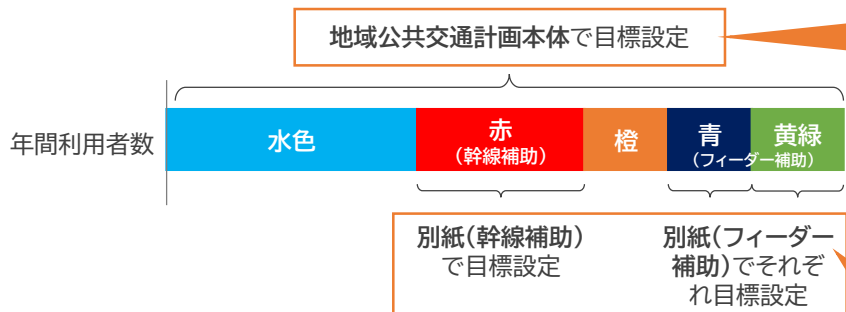 地域公共交通計画本体で目標設定
年間利用者数
水色
赤
(幹線補助)
橙
青
黄緑
(フィーダー補助)
別紙(幹線補助)
で目標設定
別紙(フィーダー
補助)でそれぞ
れ目標設定